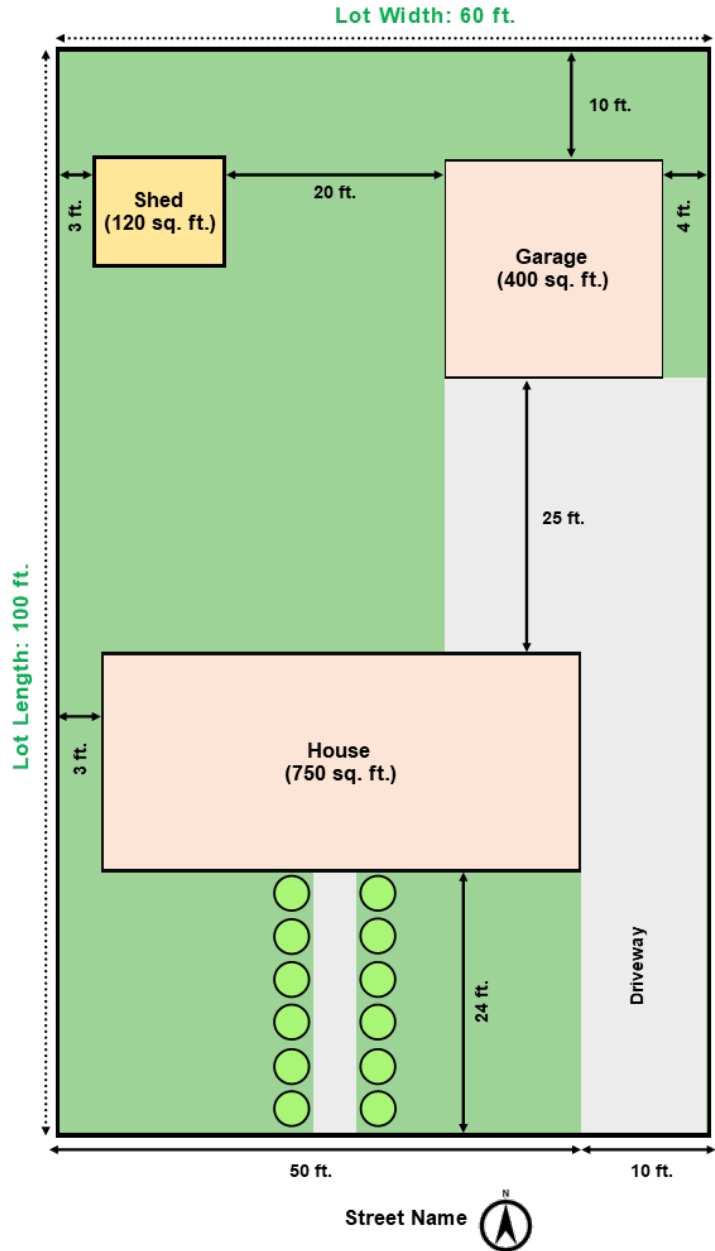 Lot Width: 60 ft.
10 ft.
Shed
(120 sq. ft.)
3 ft.
20 ft.
4 ft.
Garage
(400 sq. ft.)
25 ft.
Lot Length: 100 ft.
3 ft.
House
(750 sq. ft.)
24 ft.
Driveway
50 ft.
10 ft.
Street Name
N